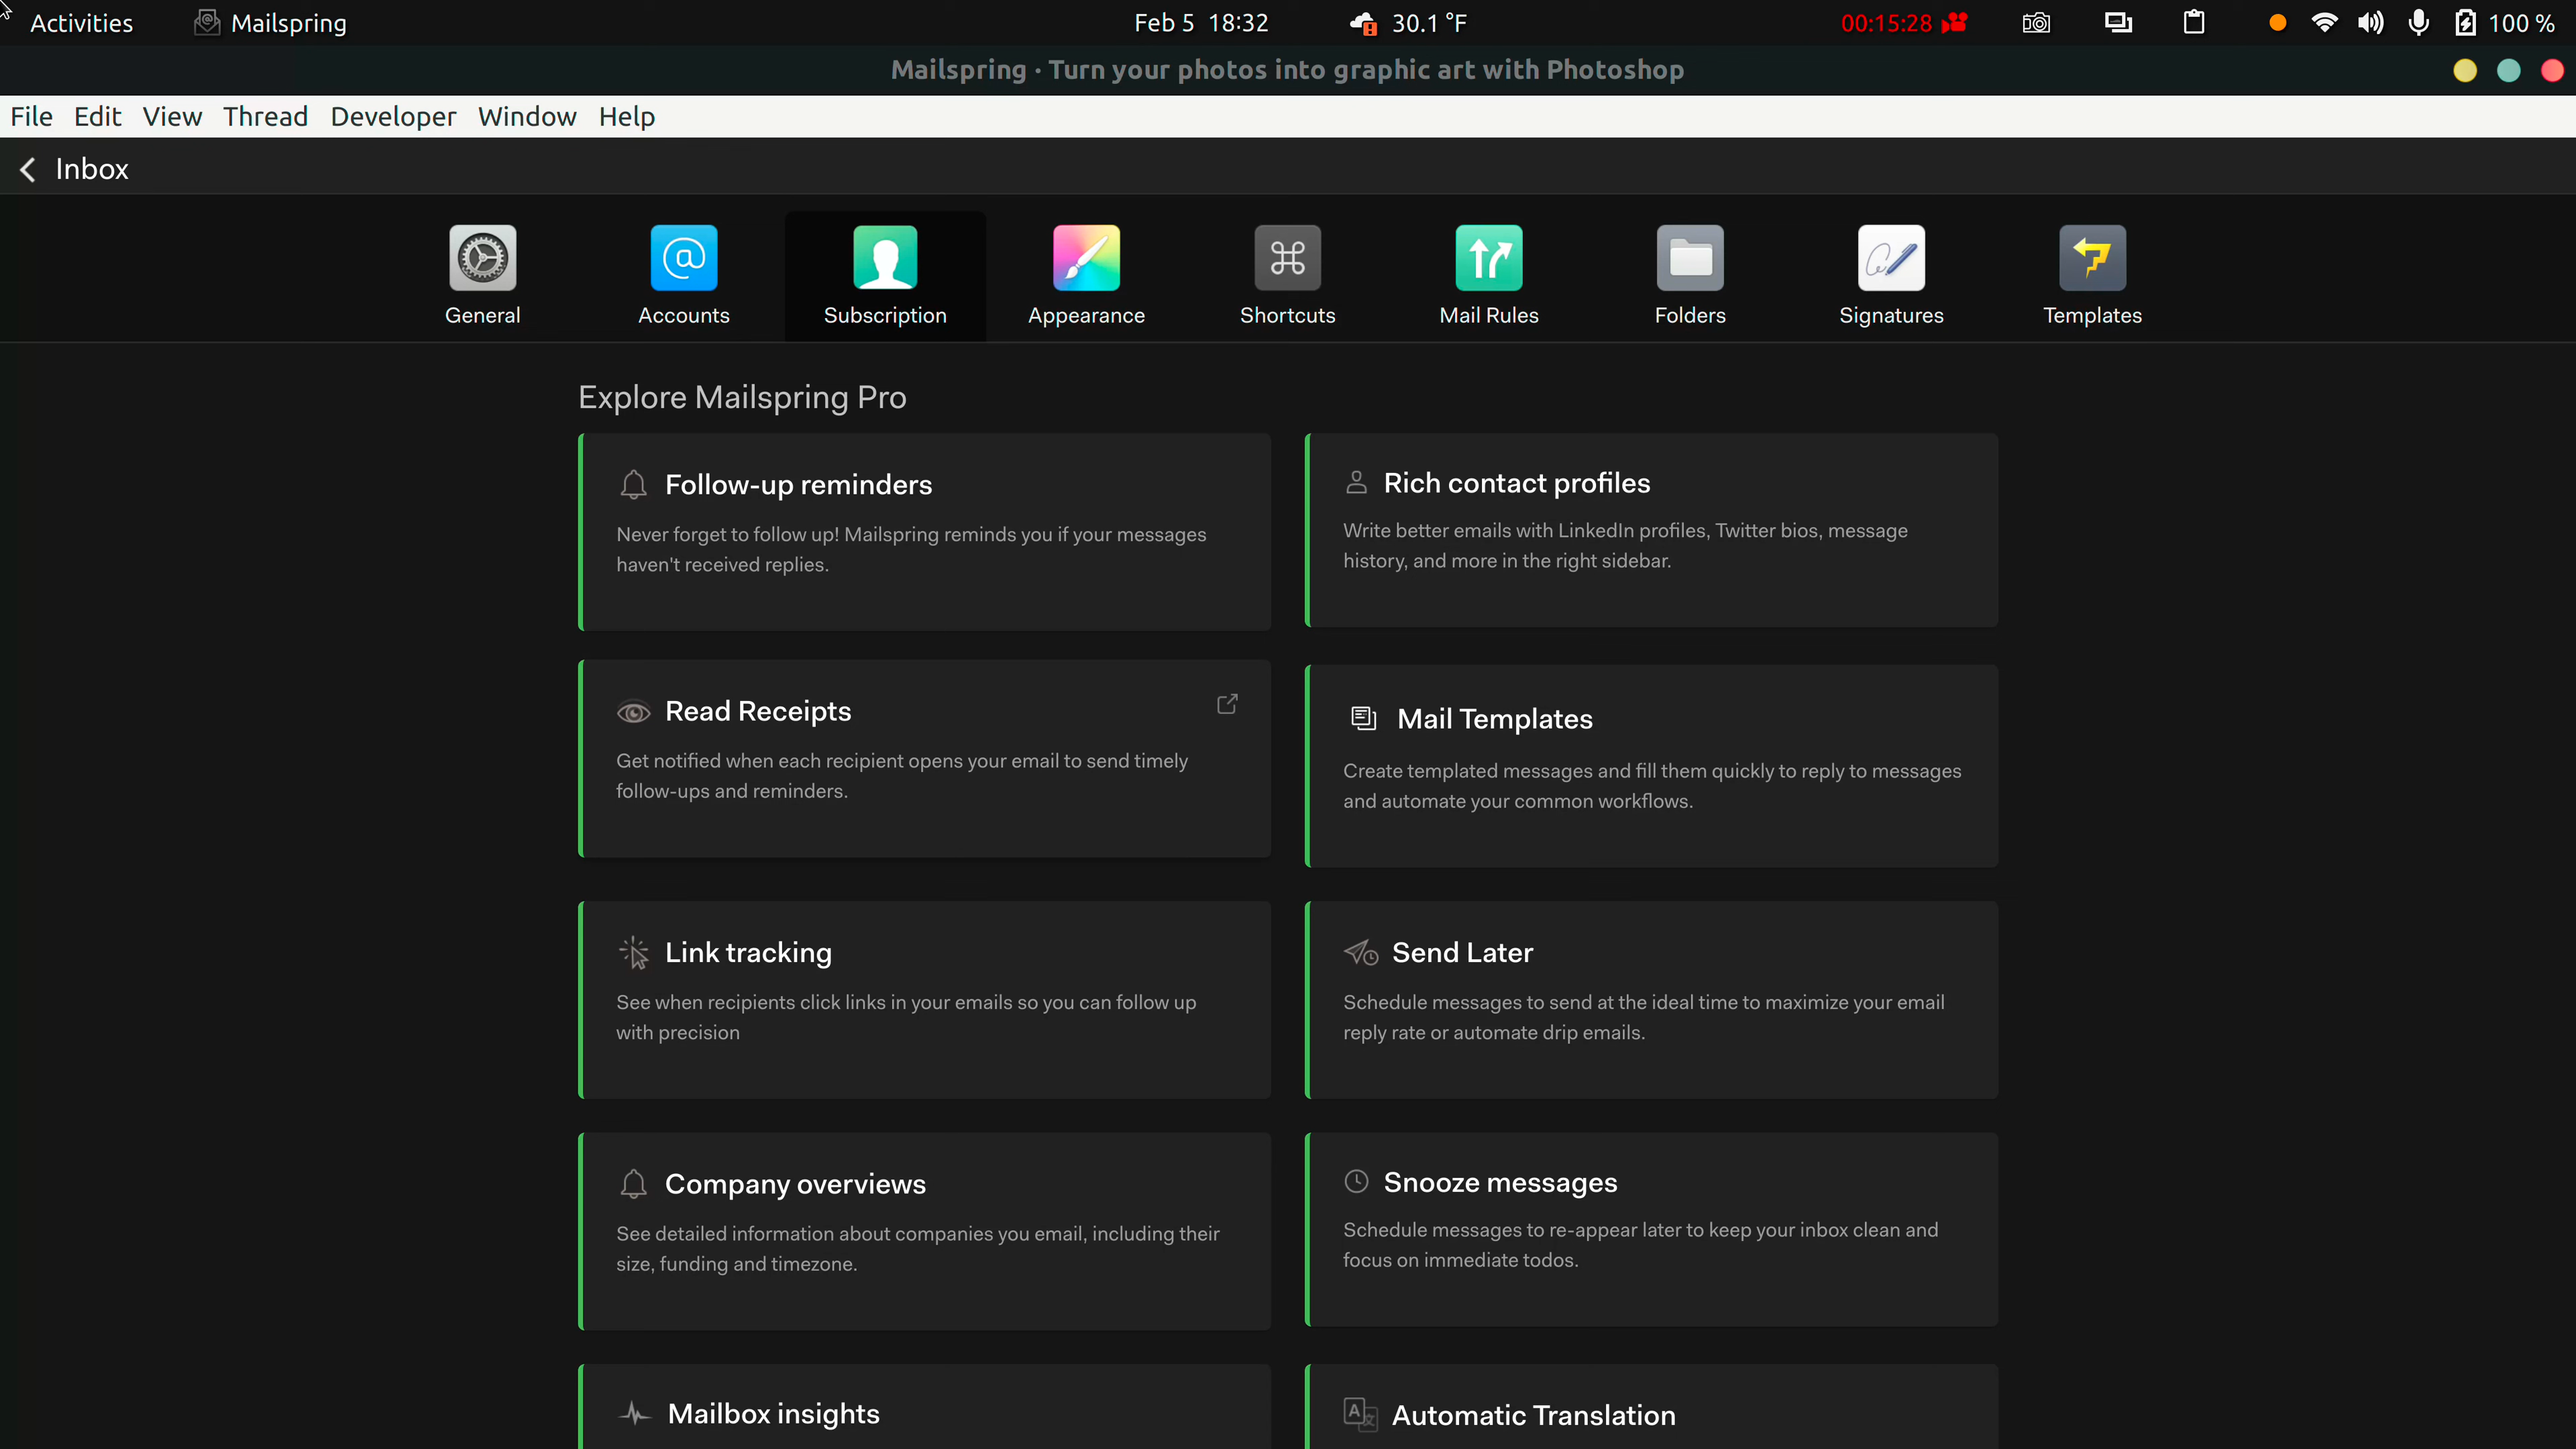 Activities
Mailspring
Feb 5 18:32
30.1 °F
00:15:28
100 %
Mailspring · Turn your photos into graphic art with Photoshop
File Edit View Thread Developer Window Help
Inbox
General
Accounts
Subscription
Appearance
Shortcuts
Mail Rules
Folders
Signatures
Templates
Explore Mailspring Pro
Follow-up reminders
Never forget to follow up! Mailspring reminds you if your messages
haven't received replies.
Rich contact profiles
Write better emails with LinkedIn profiles, Twitter bios, message
history, and more in the right sidebar.
Read Receipts
Get notified when each recipient opens your email to send timely
follow-ups and reminders.
Mail Templates
Create templated messages and fill them quickly to reply to messages
and automate your common workflows.
Link tracking
See when recipients click links in your emails so you can follow up
with precision
Send Later
Schedule messages to send at the ideal time to maximize your email
reply rate or automate drip emails.
Company overviews
See detailed information about companies you email, including their
size, funding and timezone.
Snooze messages
Schedule messages to re-appear later to keep your inbox clean and
focus on immediate todos.
Mailbox insights
Automatic Translation